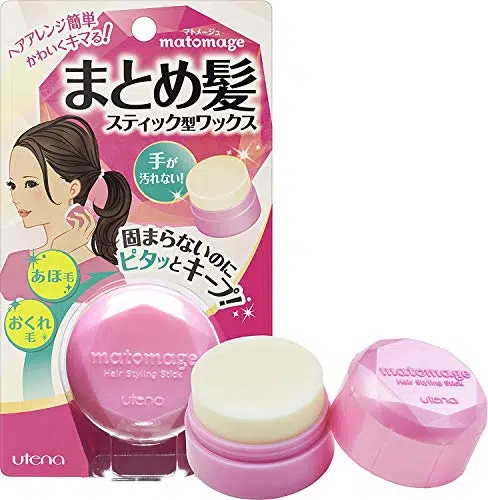 ヘアアレンジ簡単
かわいくキマる!
マトメージュ
matomage
まとめ髪
スティック型ワックス
手が
汚れない!
固まらないのに
ピタッとキープ!
あほ毛
おくれ
毛
matomage
Hair Styling Stick
utena
utena
matomage
Hair Styling Stick
utena